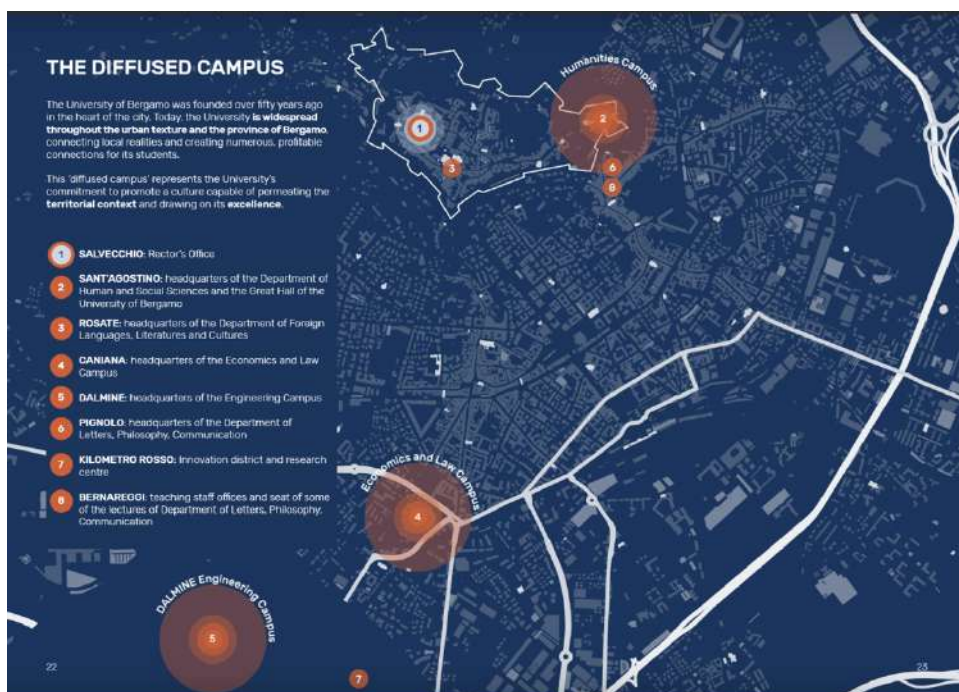 THE DIFFUSED CAMPUS
The University of Bergamo was founded over fifty years ago
in the heart of the city. Today, the University is widespread
throughout the urban texture and the province of Bergamo,
connecting local realities and creating numerous, profitable
connections for its students.
This 'diffused campus' represents the University's
commitment to promote a culture capable of permeating the
territorial context and drawing on its excellence.
1 SALVECCHIO: Rector's Office
2 SANT'AGOSTINO: headquarters of the Department of
Human and Social Sciences and the Great Hall of the
University of Bergamo
3 ROSATE: headquarters of the Department of Foreign
Languages, Literatures and Cultures
4 CANIANA: headquarters of the Economics and Law
Campus
5 DALMINE: headquarters of the Engineering Campus
6 PIGNOLO: headquarters of the Department of
Letters, Philosophy, Communication
7 KILOMETRO ROSSO: Innovation district and research
centre
8 BERNAREGGI: teaching staff offices and seat of some
of the lectures of Department of Letters, Philosophy,
Communication
Humanities Campus
1
2
3
6
8
Economics and Law Campus
4
DALMINE Engineering Campus
5
7
22
23